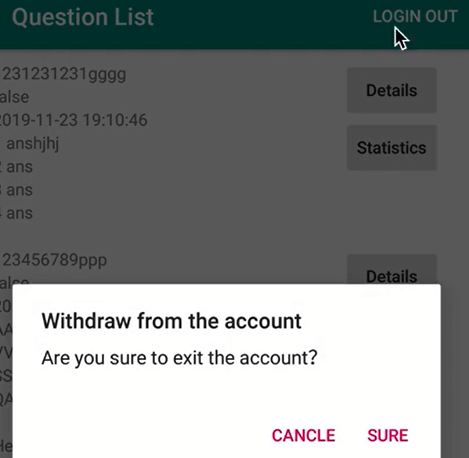 Question List
LOGIN OUT
231231231gggg
Details
alse
2019-11-23 19:10:46
anshjhj
Statistics
ans
ans
ans
23456789ppp
Details
alse
20
Withdraw from the account
Are you sure to exit the account?
CANCLE
SURE